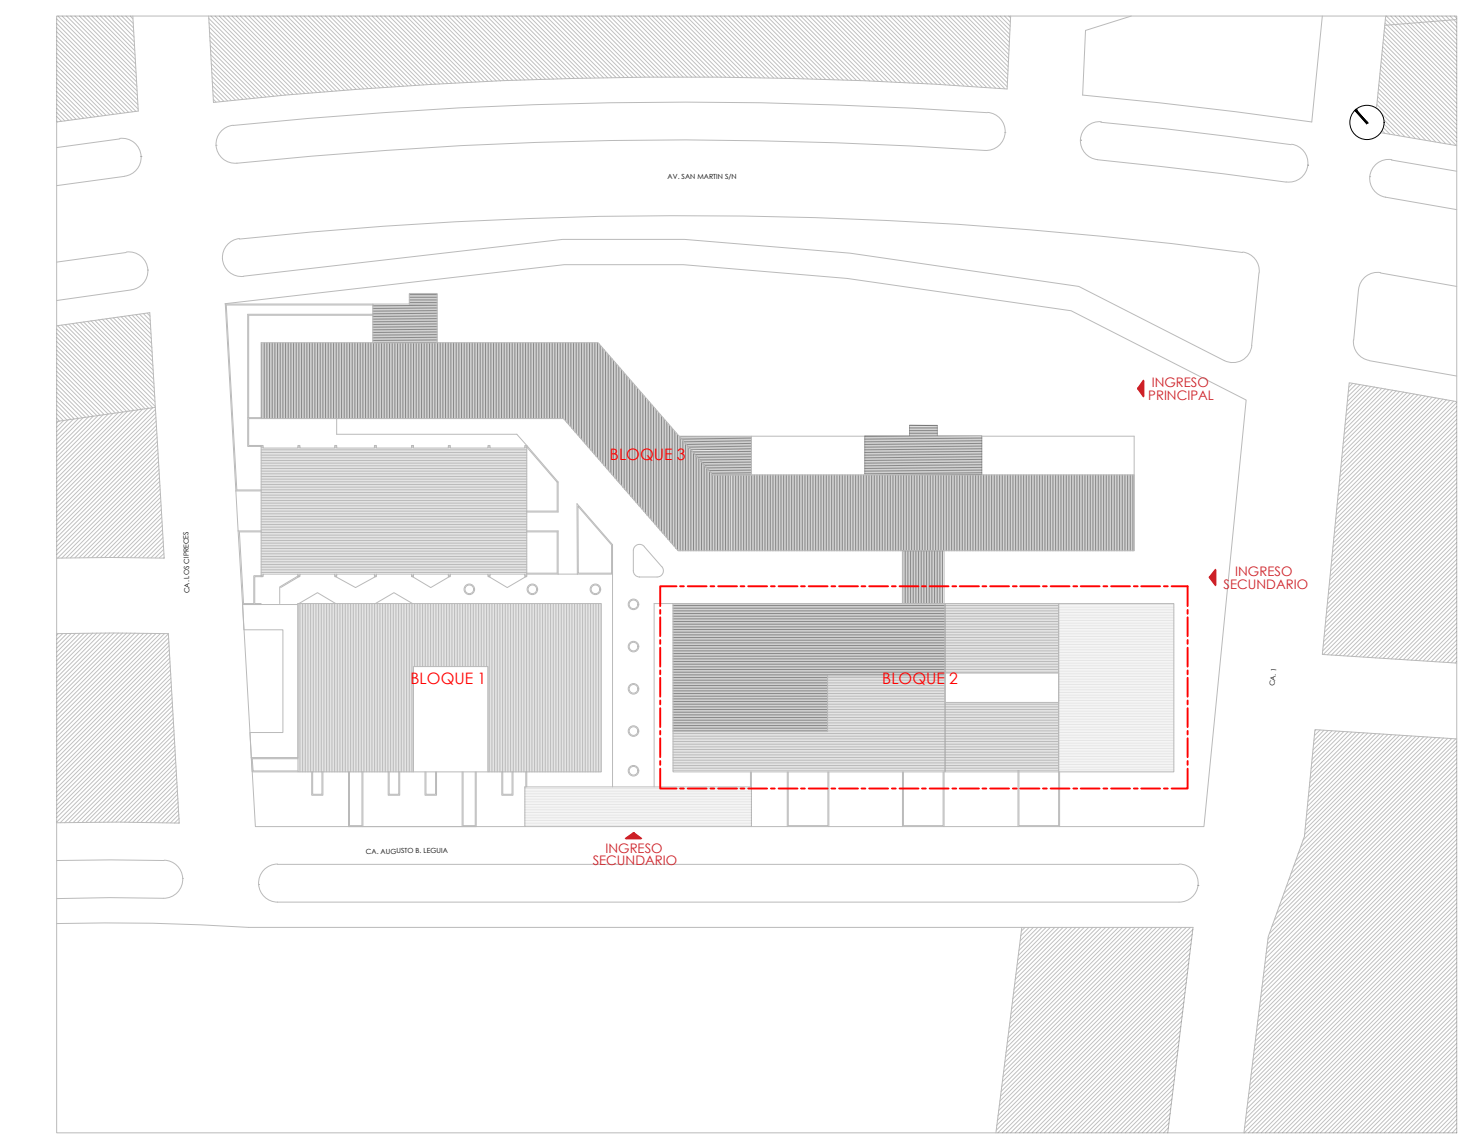 AV. SAN MARTIN S/N
INGRESO
PRINCIPAL
BLOQUE 3
CA. LOS CIPRECES
INGRESO
SECUNDARIO
BLOQUE 1
BLOQUE 2
CA. 1
INGRESO
SECUNDARIO
CA. AUGUSTO B. LEGUIA